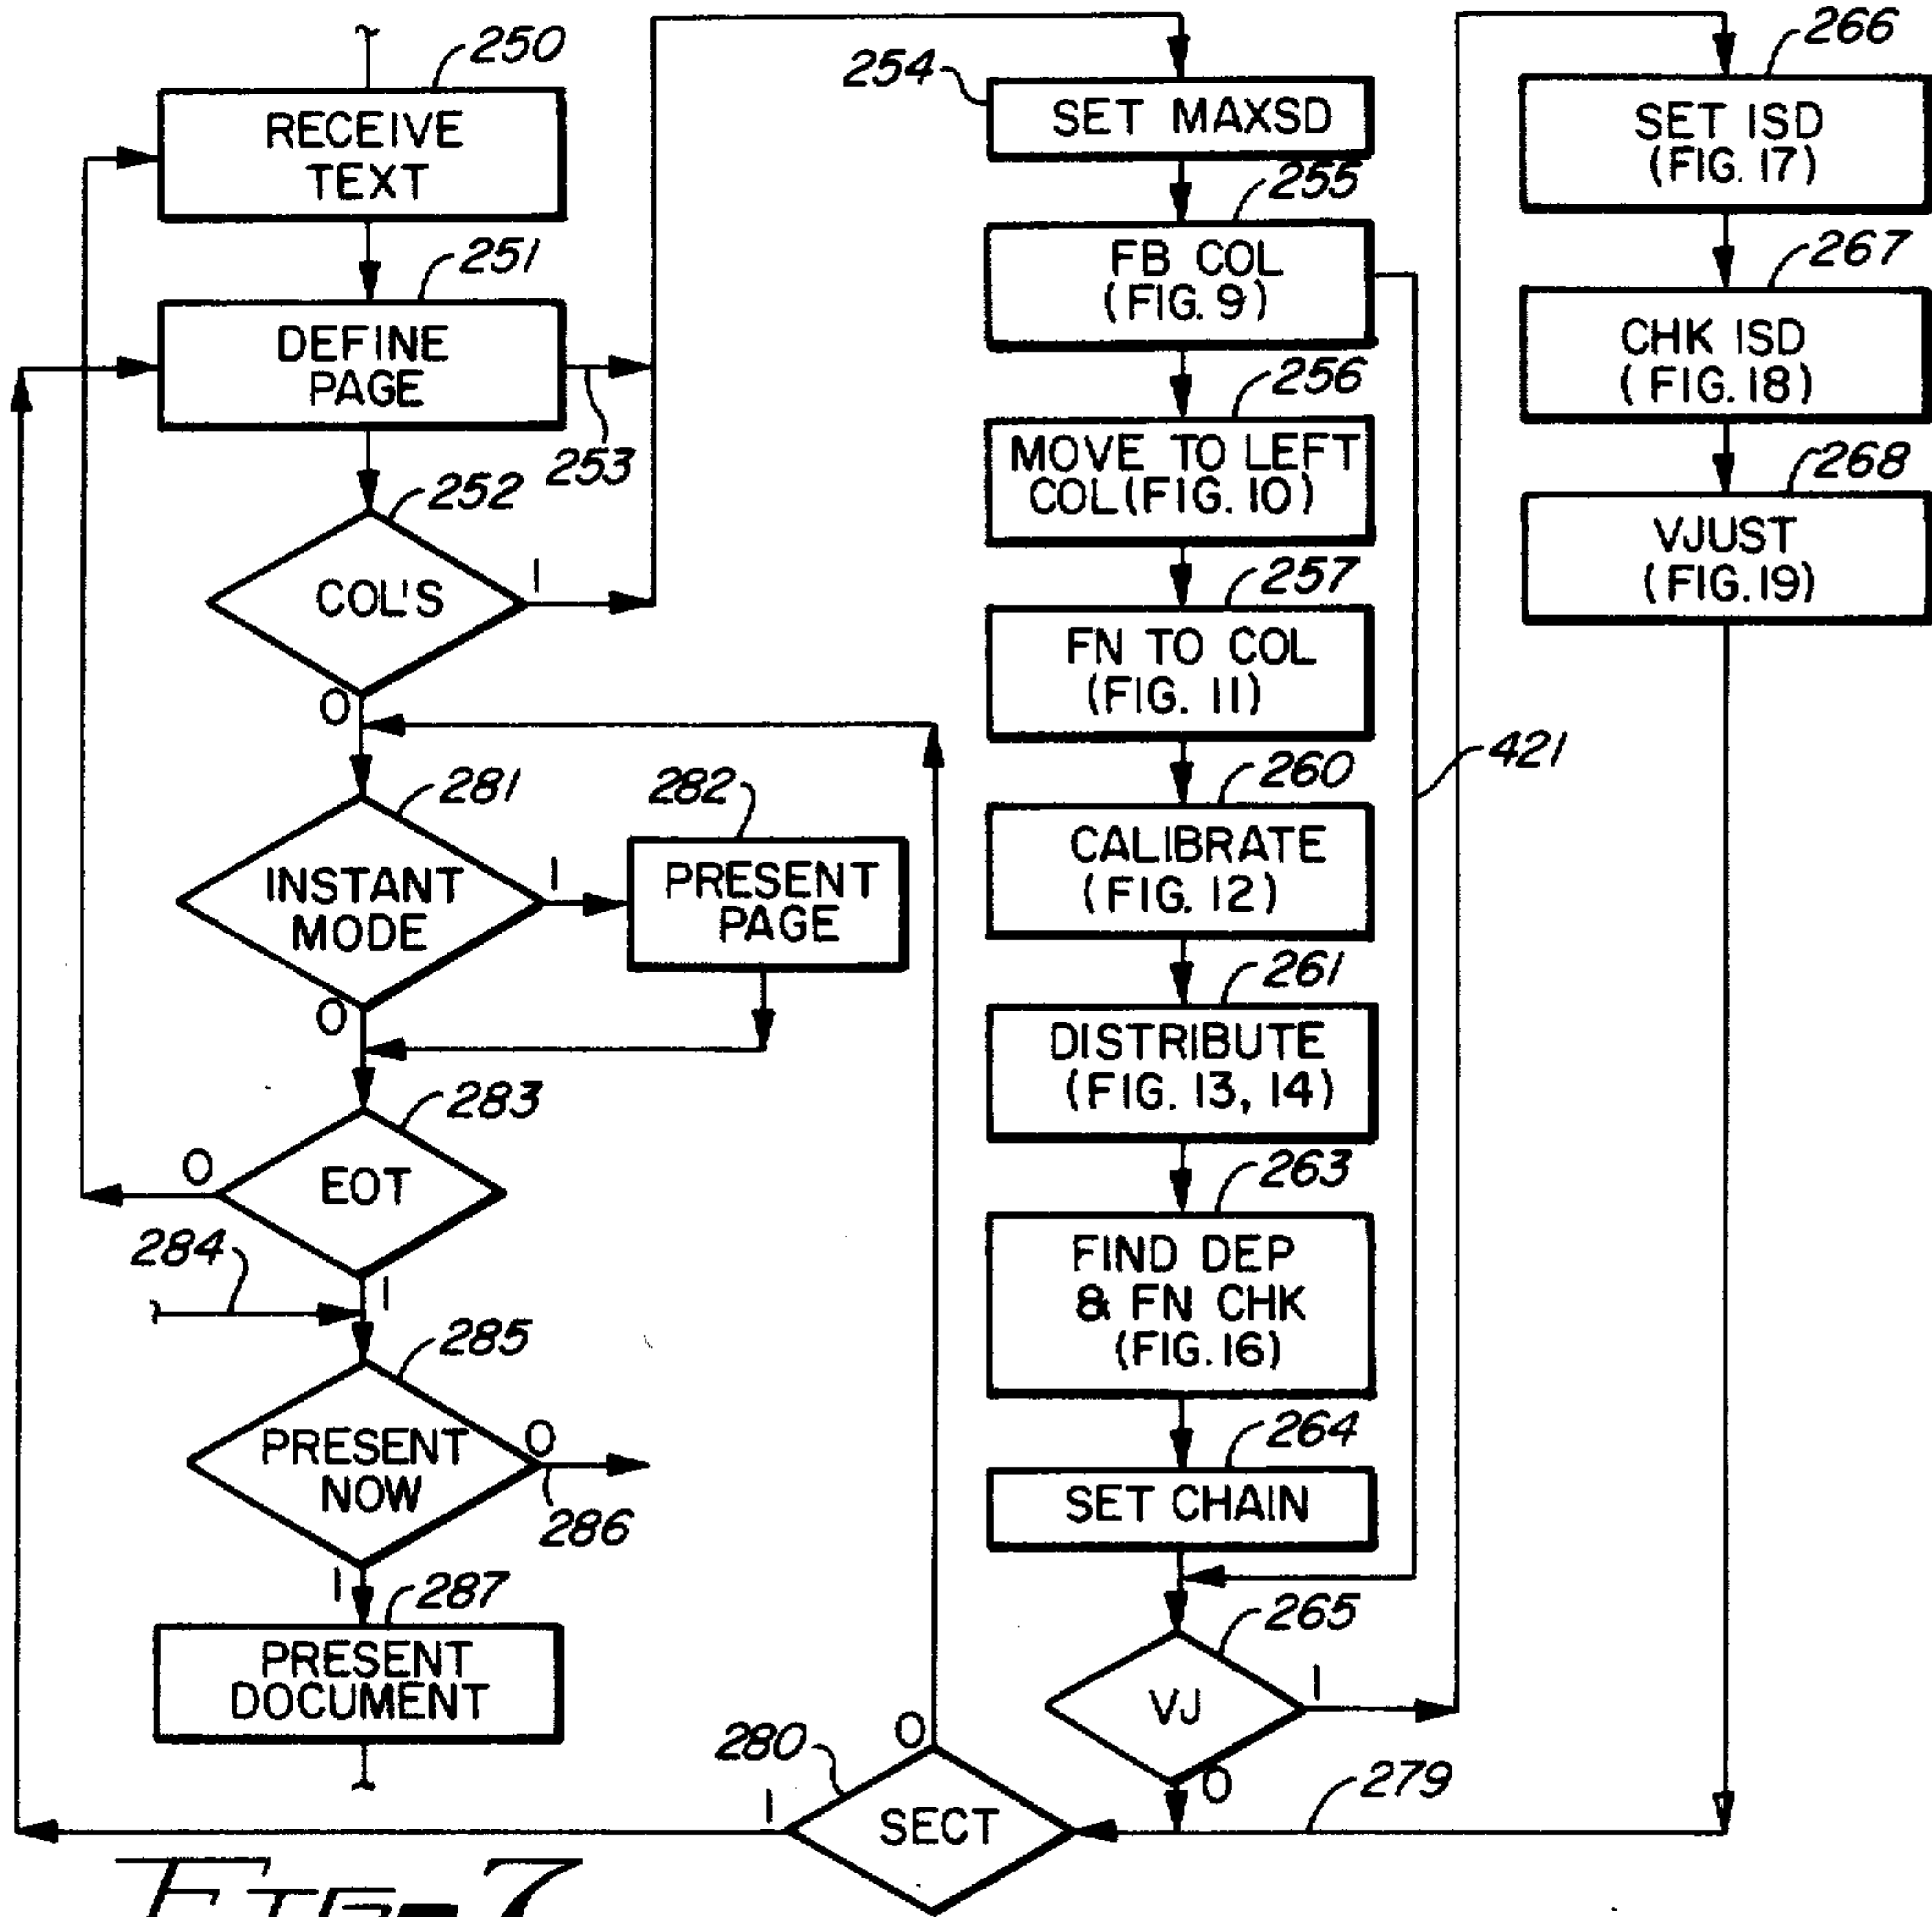 250
RECEIVE
TEXT
251
DEFINE
PAGE
253
252
COL'S
1
0
281
INSTANT
MODE
1
0
282
PRESENT
PAGE
283
EOT
0
1
284
285
PRESENT
NOW
0
286
1
287
PRESENT
DOCUMENT
254
SET MAXSD
255
FB COL
(FIG. 9)
256
MOVE TO LEFT
COL (FIG. 10)
257
FN TO COL
(FIG. 11)
260
CALIBRATE
(FIG. 12)
261
DISTRIBUTE
(FIG. 13, 14)
263
FIND DEP
& FN CHK
(FIG. 16)
264
SET CHAIN
421
265
VJ
1
0
266
SET ISD
(FIG. 17)
267
CHK ISD
(FIG. 18)
268
VJUST
(FIG. 19)
279
280
SECT
0
1
FIG-7